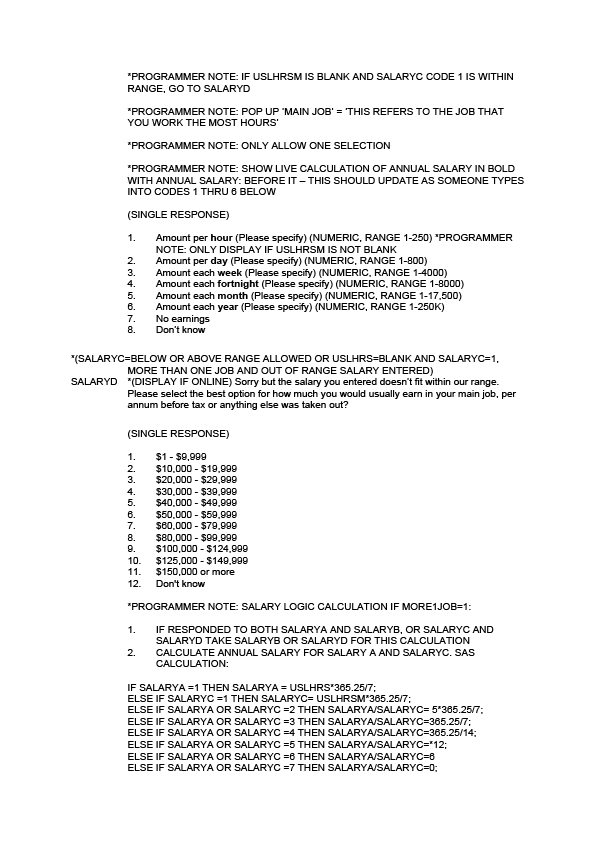 *PROGRAMMER NOTE: IF USLHRSM IS BLANK AND SALARYC CODE 1 IS WITHIN
RANGE, GO TO SALARYD
*PROGRAMMER NOTE: POP UP ‘MAIN JOB’ = ‘THIS REFERS TO THE JOB THAT
YOU WORK THE MOST HOURS’
*PROGRAMMER NOTE: ONLY ALLOW ONE SELECTION
*PROGRAMMER NOTE: SHOW LIVE CALCULATION OF ANNUAL SALARY IN BOLD
WITH ANNUAL SALARY: BEFORE IT – THIS SHOULD UPDATE AS SOMEONE TYPES
INTO CODES 1 THRU 6 BELOW
(SINGLE RESPONSE)
1. Amount per hour (Please specify) (NUMERIC, RANGE 1-250) *PROGRAMMER
NOTE: ONLY DISPLAY IF USLHRSM IS NOT BLANK
2. Amount per day (Please specify) (NUMERIC, RANGE 1-800)
3. Amount each week (Please specify) (NUMERIC, RANGE 1-4000)
4. Amount each fortnight (Please specify) (NUMERIC, RANGE 1-8000)
5. Amount each month (Please specify) (NUMERIC, RANGE 1-17,500)
6. Amount each year (Please specify) (NUMERIC, RANGE 1-250K)
7. No earnings
8. Don’t know
*(SALARYC=BELOW OR ABOVE RANGE ALLOWED OR USLHRS=BLANK AND SALARYC=1,
MORE THAN ONE JOB AND OUT OF RANGE SALARY ENTERED)
SALARYD *(DISPLAY IF ONLINE) Sorry but the salary you entered doesn’t fit within our range.
Please select the best option for how much you would usually earn in your main job, per
annum before tax or anything else was taken out?
(SINGLE RESPONSE)
1. $1 - $9,999
2. $10,000 - $19,999
3. $20,000 - $29,999
4. $30,000 - $39,999
5. $40,000 - $49,999
6. $50,000 - $59,999
7. $60,000 - $79,999
8. $80,000 - $99,999
9. $100,000 - $124,999
10. $125,000 - $149,999
11. $150,000 or more
12. Don't know
*PROGRAMMER NOTE: SALARY LOGIC CALCULATION IF MORE1JOB=1:
1. IF RESPONDED TO BOTH SALARYA AND SALARYB, OR SALARYC AND
SALARYD TAKE SALARYB OR SALARYD FOR THIS CALCULATION
2. CALCULATE ANNUAL SALARY FOR SALARY A AND SALARYC. SAS
CALCULATION:
IF SALARYA =1 THEN SALARYA = USLHRS*365.25/7;
ELSE IF SALARYC =1 THEN SALARYC= USLHRSM*365.25/7;
ELSE IF SALARYA OR SALARYC =2 THEN SALARYA/SALARYC= 5*365.25/7;
ELSE IF SALARYA OR SALARYC =3 THEN SALARYA/SALARYC=365.25/7;
ELSE IF SALARYA OR SALARYC =4 THEN SALARYA/SALARYC=365.25/14;
ELSE IF SALARYA OR SALARYC =5 THEN SALARYA/SALARYC=*12;
ELSE IF SALARYA OR SALARYC =6 THEN SALARYA/SALARYC=6
ELSE IF SALARYA OR SALARYC =7 THEN SALARYA/SALARYC=0;